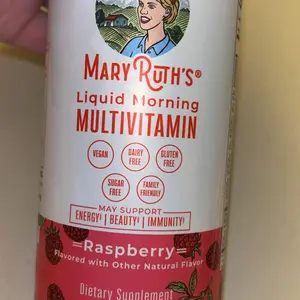 MARY RUTH'S®
Liquid Morning
MULTIVITAMIN
VEGAN
DAIRY FREE
GLUTEN FREE
SUGAR FREE
FAMILY FRIENDLY
MAY SUPPORT
ENERGY† | BEAUTY† | IMMUNITY†
Raspberry
Flavored with Other Natural Flavor
Dietary Supplement